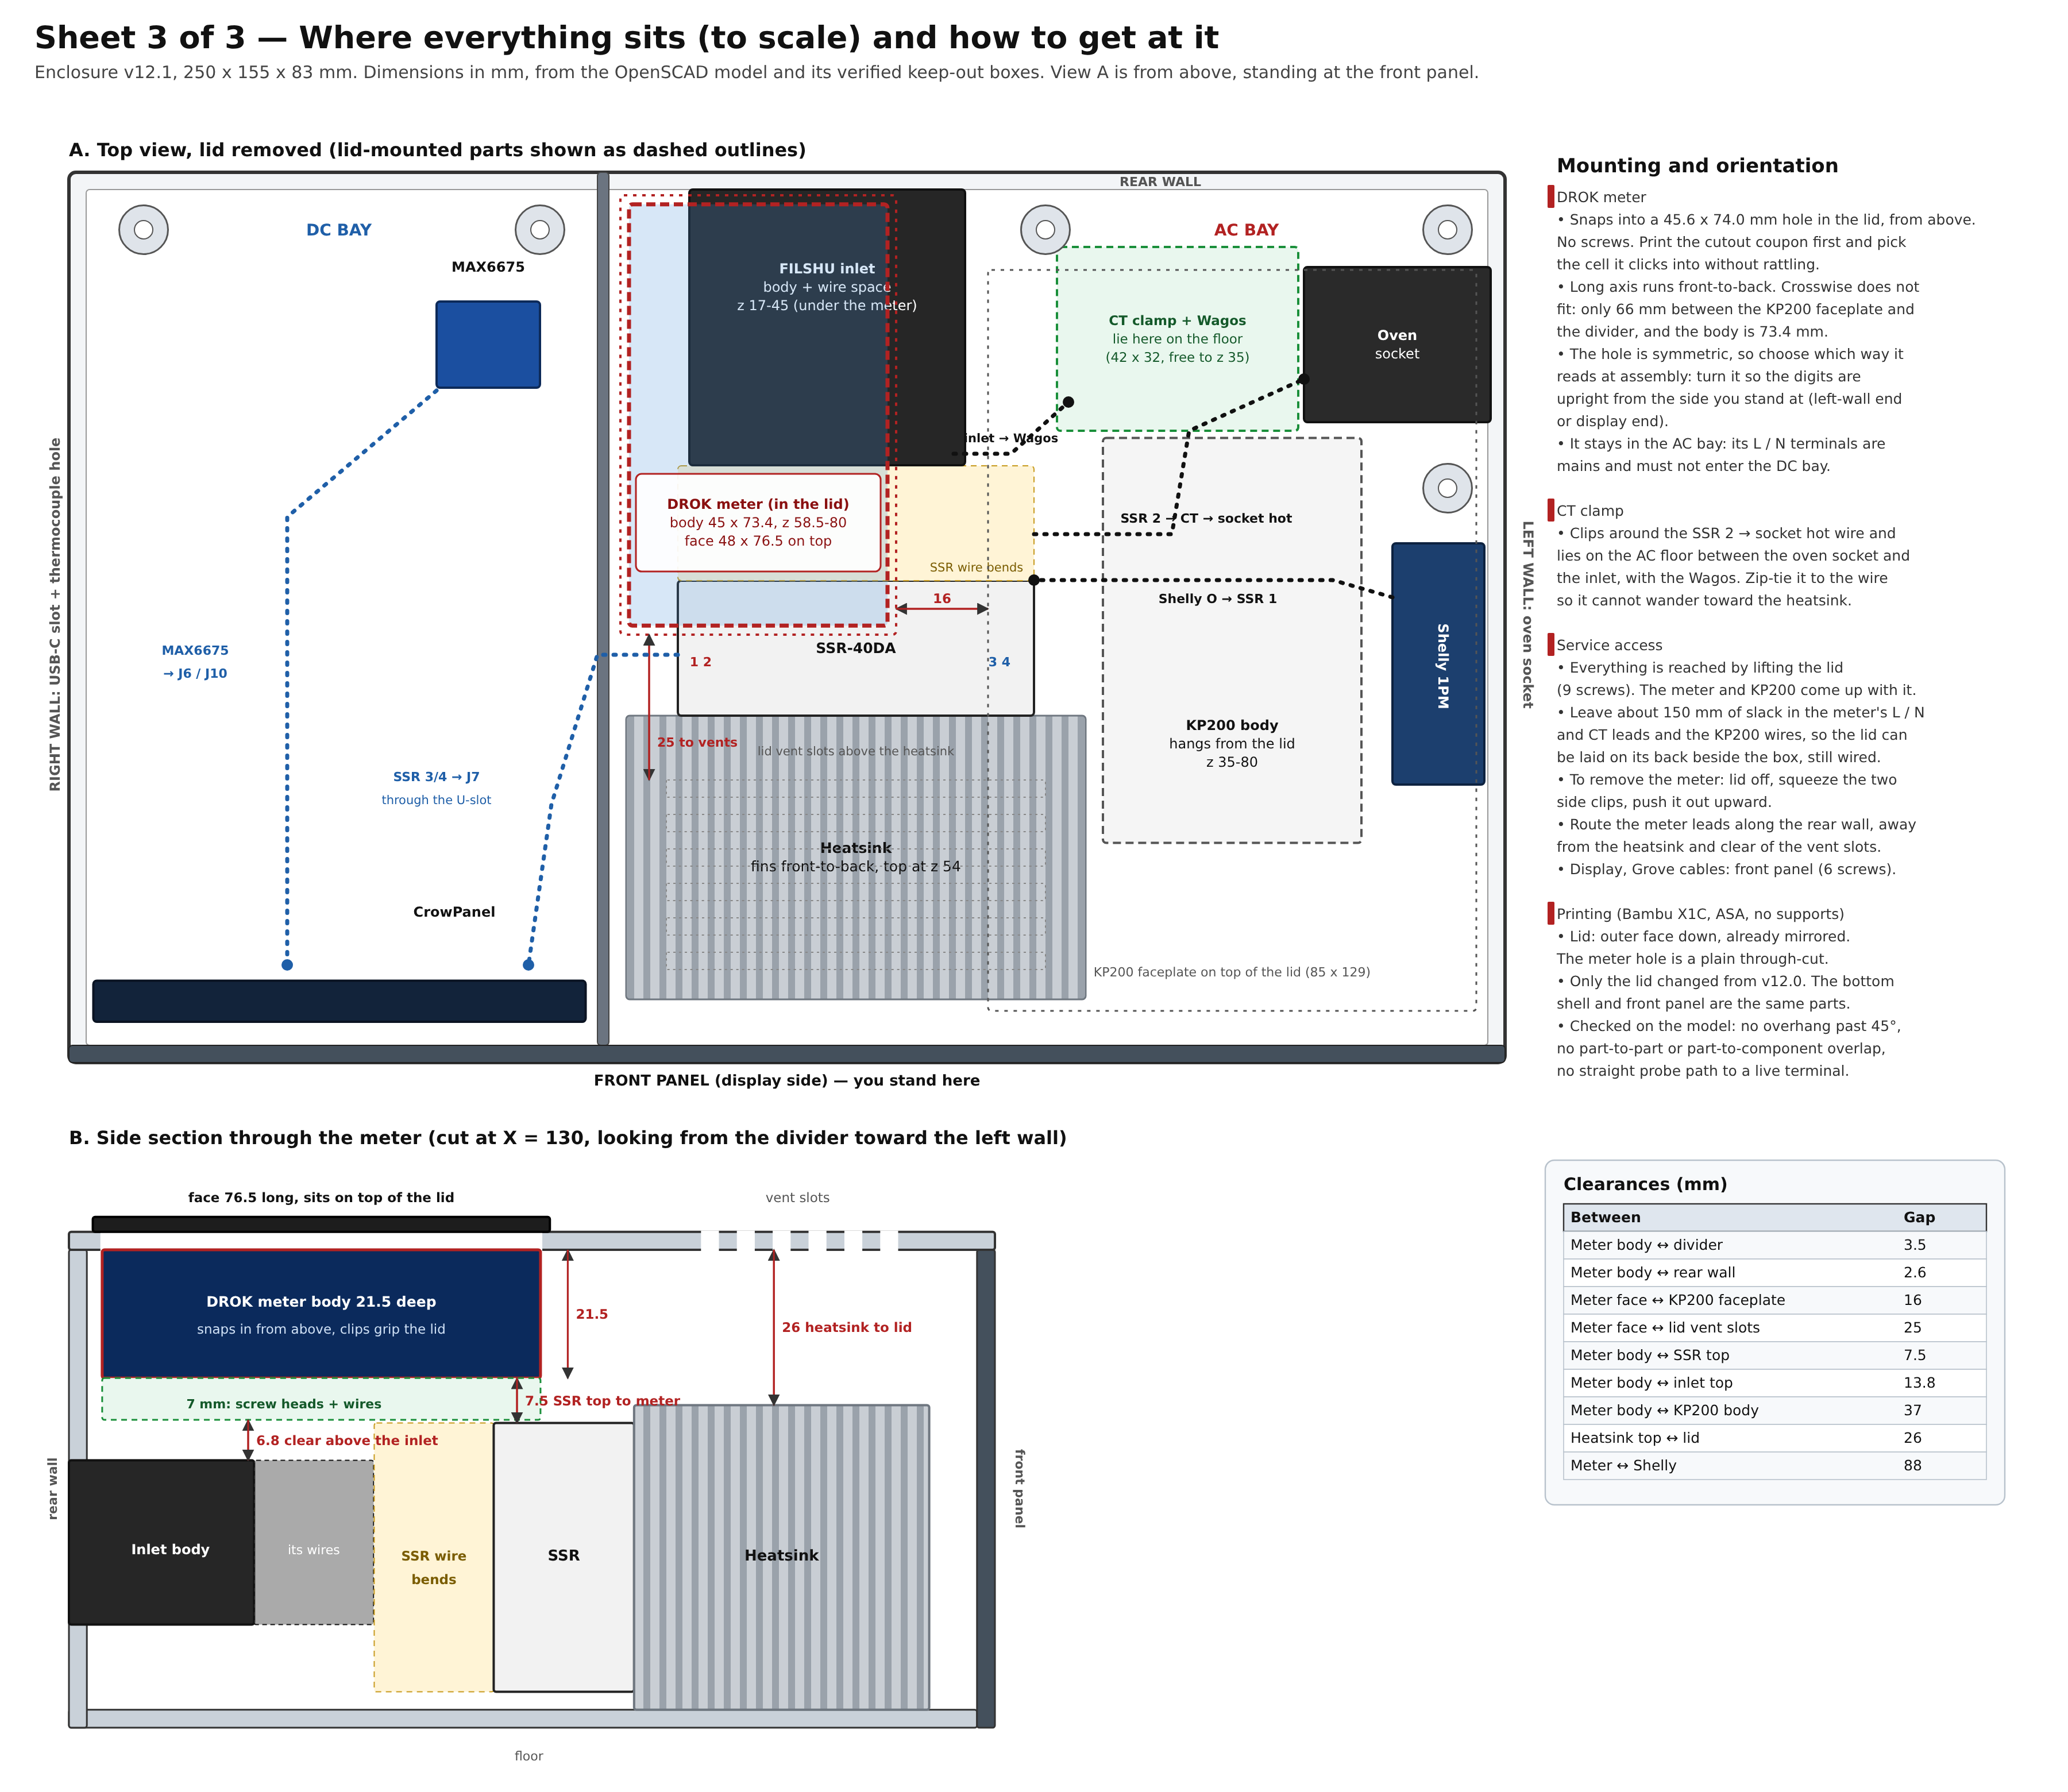 Sheet 3 of 3 — Where everything sits (to scale) and how to get at it
Enclosure v12.1, 250 x 155 x 83 mm. Dimensions in mm, from the OpenSCAD model and its verified keep-out boxes. View A is from above, standing at the front panel.
A. Top view, lid removed (lid-mounted parts shown as dashed outlines)
REAR WALL
DC BAY
AC BAY
MAX6675
FILSHU inlet
body + wire space
z 17-45 (under the meter)
CT clamp + Wagos
lie here on the floor
(42 x 32, free to z 35)
Oven
socket
inlet → Wagos
DROK meter (in the lid)
body 45 x 73.4, z 58.5-80
face 48 x 76.5 on top
SSR 2 → CT → socket hot
SSR wire bends
16
Shelly O → SSR 1
Shelly 1PM
RIGHT WALL: USB-C slot + thermocouple hole
LEFT WALL: oven socket
MAX6675
→ J6 / J10
SSR-40DA
1 2
3 4
KP200 body
hangs from the lid
z 35-80
25 to vents
lid vent slots above the heatsink
SSR 3/4 → J7
through the U-slot
Heatsink
fins front-to-back, top at z 54
CrowPanel
KP200 faceplate on top of the lid (85 x 129)
FRONT PANEL (display side) — you stand here
Mounting and orientation
DROK meter
• Snaps into a 45.6 x 74.0 mm hole in the lid, from above.
No screws. Print the cutout coupon first and pick
the cell it clicks into without rattling.
• Long axis runs front-to-back. Crosswise does not
fit: only 66 mm between the KP200 faceplate and
the divider, and the body is 73.4 mm.
• The hole is symmetric, so choose which way it
reads at assembly: turn it so the digits are
upright from the side you stand at (left-wall end
or display end).
• It stays in the AC bay: its L / N terminals are
mains and must not enter the DC bay.
CT clamp
• Clips around the SSR 2 → socket hot wire and
lies on the AC floor between the oven socket and
the inlet, with the Wagos. Zip-tie it to the wire
so it cannot wander toward the heatsink.
Service access
• Everything is reached by lifting the lid
(9 screws). The meter and KP200 come up with it.
• Leave about 150 mm of slack in the meter's L / N
and CT leads and the KP200 wires, so the lid can
be laid on its back beside the box, still wired.
• To remove the meter: lid off, squeeze the two
side clips, push it out upward.
• Route the meter leads along the rear wall, away
from the heatsink and clear of the vent slots.
• Display, Grove cables: front panel (6 screws).
Printing (Bambu X1C, ASA, no supports)
• Lid: outer face down, already mirrored.
The meter hole is a plain through-cut.
• Only the lid changed from v12.0. The bottom
shell and front panel are the same parts.
• Checked on the model: no overhang past 45°,
no part-to-part or part-to-component overlap,
no straight probe path to a live terminal.
B. Side section through the meter (cut at X = 130, looking from the divider toward the left wall)
face 76.5 long, sits on top of the lid
vent slots
DROK meter body 21.5 deep
snaps in from above, clips grip the lid
21.5
26 heatsink to lid
7 mm: screw heads + wires
7.5 SSR top to meter
6.8 clear above the inlet
rear wall
front panel
Inlet body
its wires
SSR wire
bends
SSR
Heatsink
floor
Clearances (mm)
Between Gap
Meter body ↔ divider 3.5
Meter body ↔ rear wall 2.6
Meter face ↔ KP200 faceplate 16
Meter face ↔ lid vent slots 25
Meter body ↔ SSR top 7.5
Meter body ↔ inlet top 13.8
Meter body ↔ KP200 body 37
Heatsink top ↔ lid 26
Meter ↔ Shelly 88